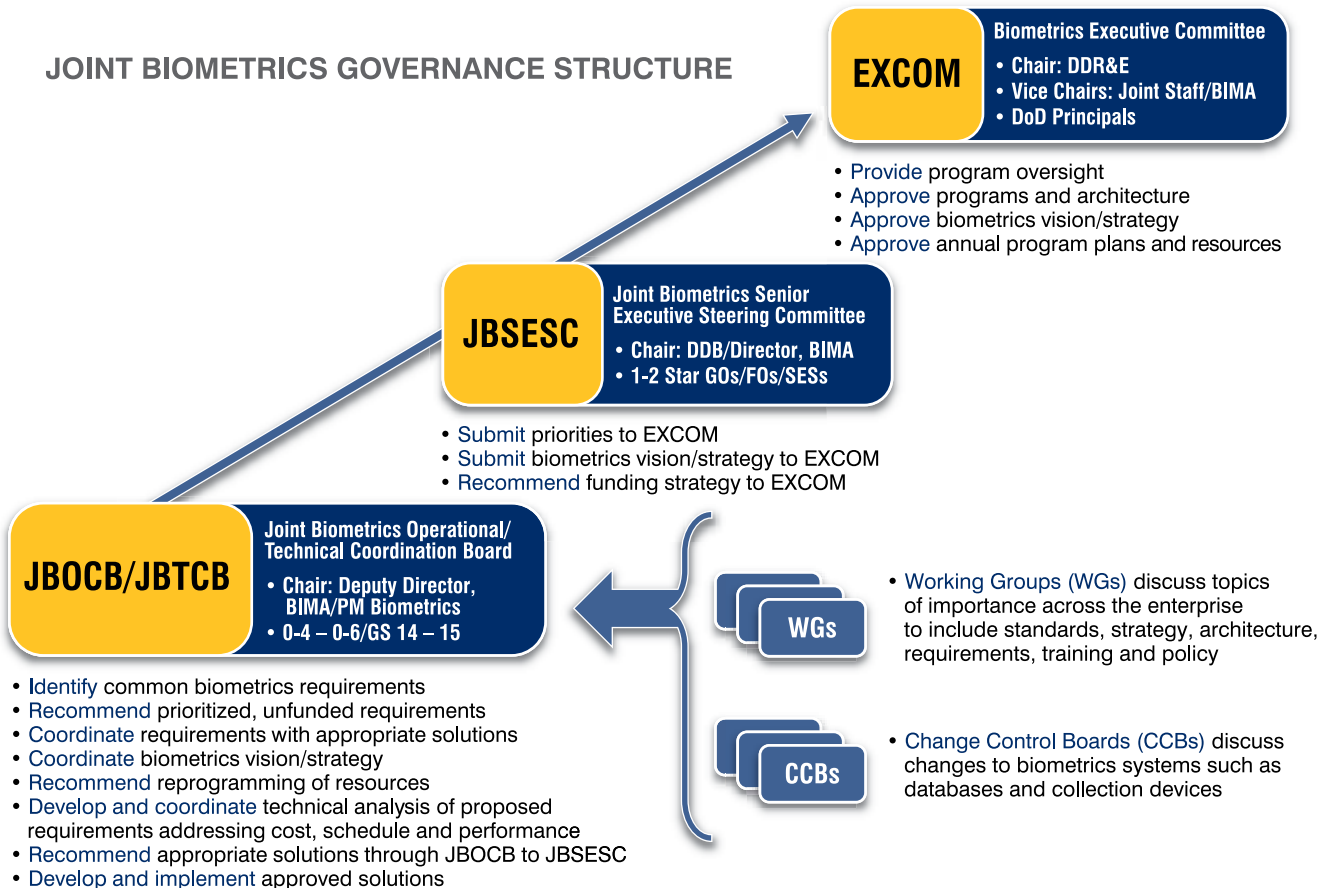 JOINT BIOMETRICS GOVERNANCE STRUCTURE
EXCOM
Biometrics Executive Committee
• Chair: DDR&E
• Vice Chairs: Joint Staff/BIMA
• DoD Principals
• Provide program oversight
• Approve programs and architecture
• Approve biometrics vision/strategy
• Approve annual program plans and resources
JBSESC
Joint Biometrics Senior
Executive Steering Committee
• Chair: DDB/Director, BIMA
• 1-2 Star GOs/FOs/SESs
• Submit priorities to EXCOM
• Submit biometrics vision/strategy to EXCOM
• Recommend funding strategy to EXCOM
JBOCB/JBTCB
Joint Biometrics Operational/
Technical Coordination Board
• Chair: Deputy Director,
BIMA/PM Biometrics
• 0-4 – 0-6/GS 14 – 15
• Identify common biometrics requirements
• Recommend prioritized, unfunded requirements
• Coordinate requirements with appropriate solutions
• Coordinate biometrics vision/strategy
• Recommend reprogramming of resources
• Develop and coordinate technical analysis of proposed
requirements addressing cost, schedule and performance
• Recommend appropriate solutions through JBOCB to JBSESC
• Develop and implement approved solutions
WGs
• Working Groups (WGs) discuss topics
of importance across the enterprise
to include standards, strategy, architecture,
requirements, training and policy
CCBs
• Change Control Boards (CCBs) discuss
changes to biometrics systems such as
databases and collection devices